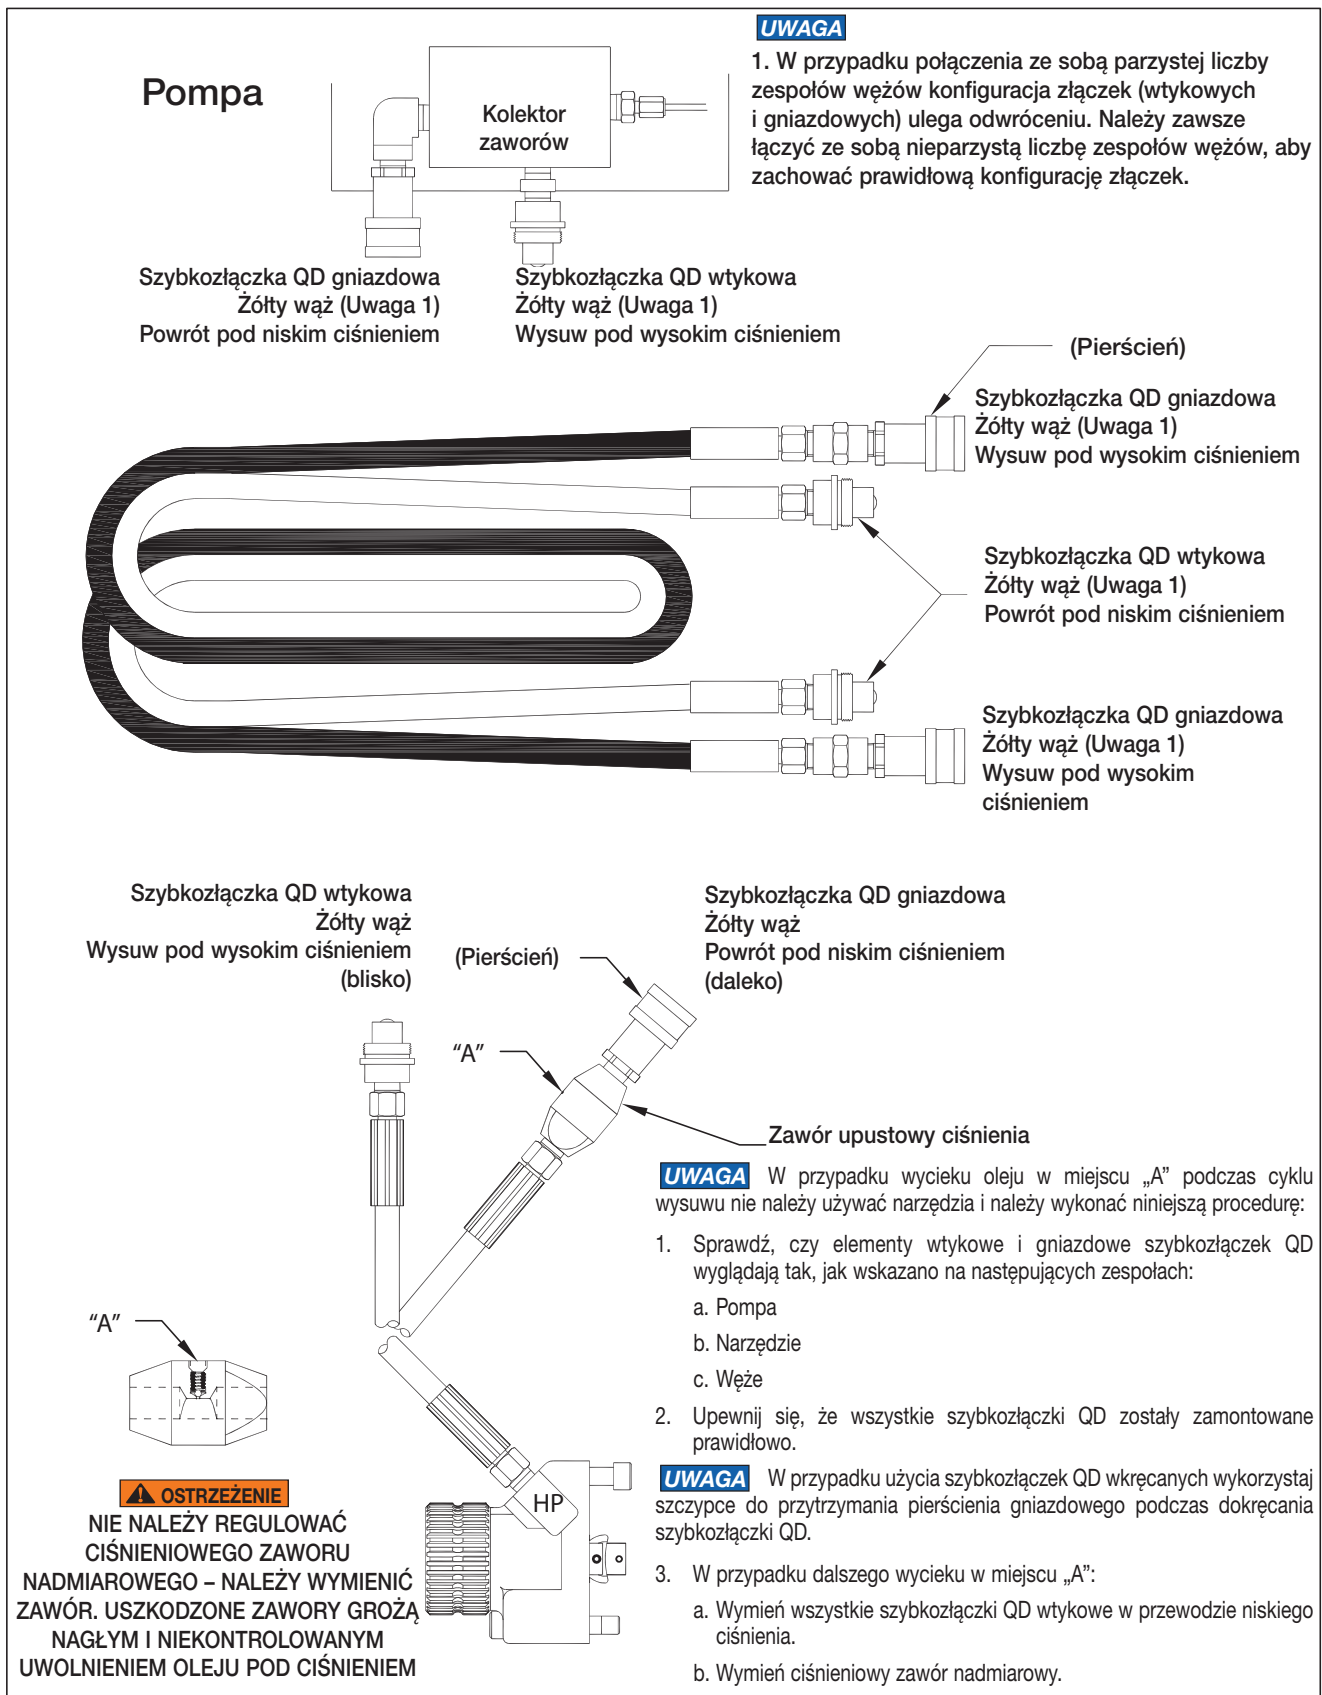 Pompa
Kolektor
zaworów
UWAGA
1. W przypadku połączenia ze sobą parzystej liczby
zespołów wężów konfiguracja złączek (wtykowych
i gniazdowych) ulega odwróceniu. Należy zawsze
łączyć ze sobą nieparzystą liczbę zespołów wężów, aby
zachować prawidłową konfigurację złączek.
Szybkozłączka QD gniazdowa
Żółty wąż (Uwaga 1)
Powrót pod niskim ciśnieniem
Szybkozłączka QD wtykowa
Żółty wąż (Uwaga 1)
Wysuw pod wysokim ciśnieniem
(Pierścień)
Szybkozłączka QD gniazdowa
Żółty wąż (Uwaga 1)
Wysuw pod wysokim ciśnieniem
Szybkozłączka QD wtykowa
Żółty wąż (Uwaga 1)
Powrót pod niskim ciśnieniem
Szybkozłączka QD gniazdowa
Żółty wąż (Uwaga 1)
Wysuw pod wysokim
ciśnieniem
Szybkozłączka QD wtykowa
Żółty wąż
Wysuw pod wysokim ciśnieniem
(blisko)
(Pierścień)
Szybkozłączka QD gniazdowa
Żółty wąż
Powrót pod niskim ciśnieniem
(daleko)
“A”
Zawór upustowy ciśnienia
“A”
HP
OSTRZEŻENIE
NIE NALEŻY REGULOWAĆ
CIŚNIENIOWEGO ZAWORU
NADMIAROWEGO – NALEŻY WYMIENIĆ
ZAWÓR. USZKODZONE ZAWORY GROŻĄ
NAGŁYM I NIEKONTROLOWANYM
UWOLNIENIEM OLEJU POD CIŚNIENIEM
UWAGA W przypadku wycieku oleju w miejscu „A” podczas cyklu
wysuwu nie należy używać narzędzia i należy wykonać niniejszą procedurę:
1. Sprawdź, czy elementy wtykowe i gniazdowe szybkozłączek QD
wyglądają tak, jak wskazano na następujących zespołach:
a. Pompa
b. Narzędzie
c. Węże
2. Upewnij się, że wszystkie szybkozłączki QD zostały zamontowane
prawidłowo.
UWAGA W przypadku użycia szybkozłączek QD wkręcanych wykorzystaj
szczypce do przytrzymania pierścienia gniazdowego podczas dokręcania
szybkozłączki QD.
3. W przypadku dalszego wycieku w miejscu „A”:
a. Wymień wszystkie szybkozłączki QD wtykowe w przewodzie niskiego
ciśnienia.
b. Wymień ciśnieniowy zawór nadmiarowy.